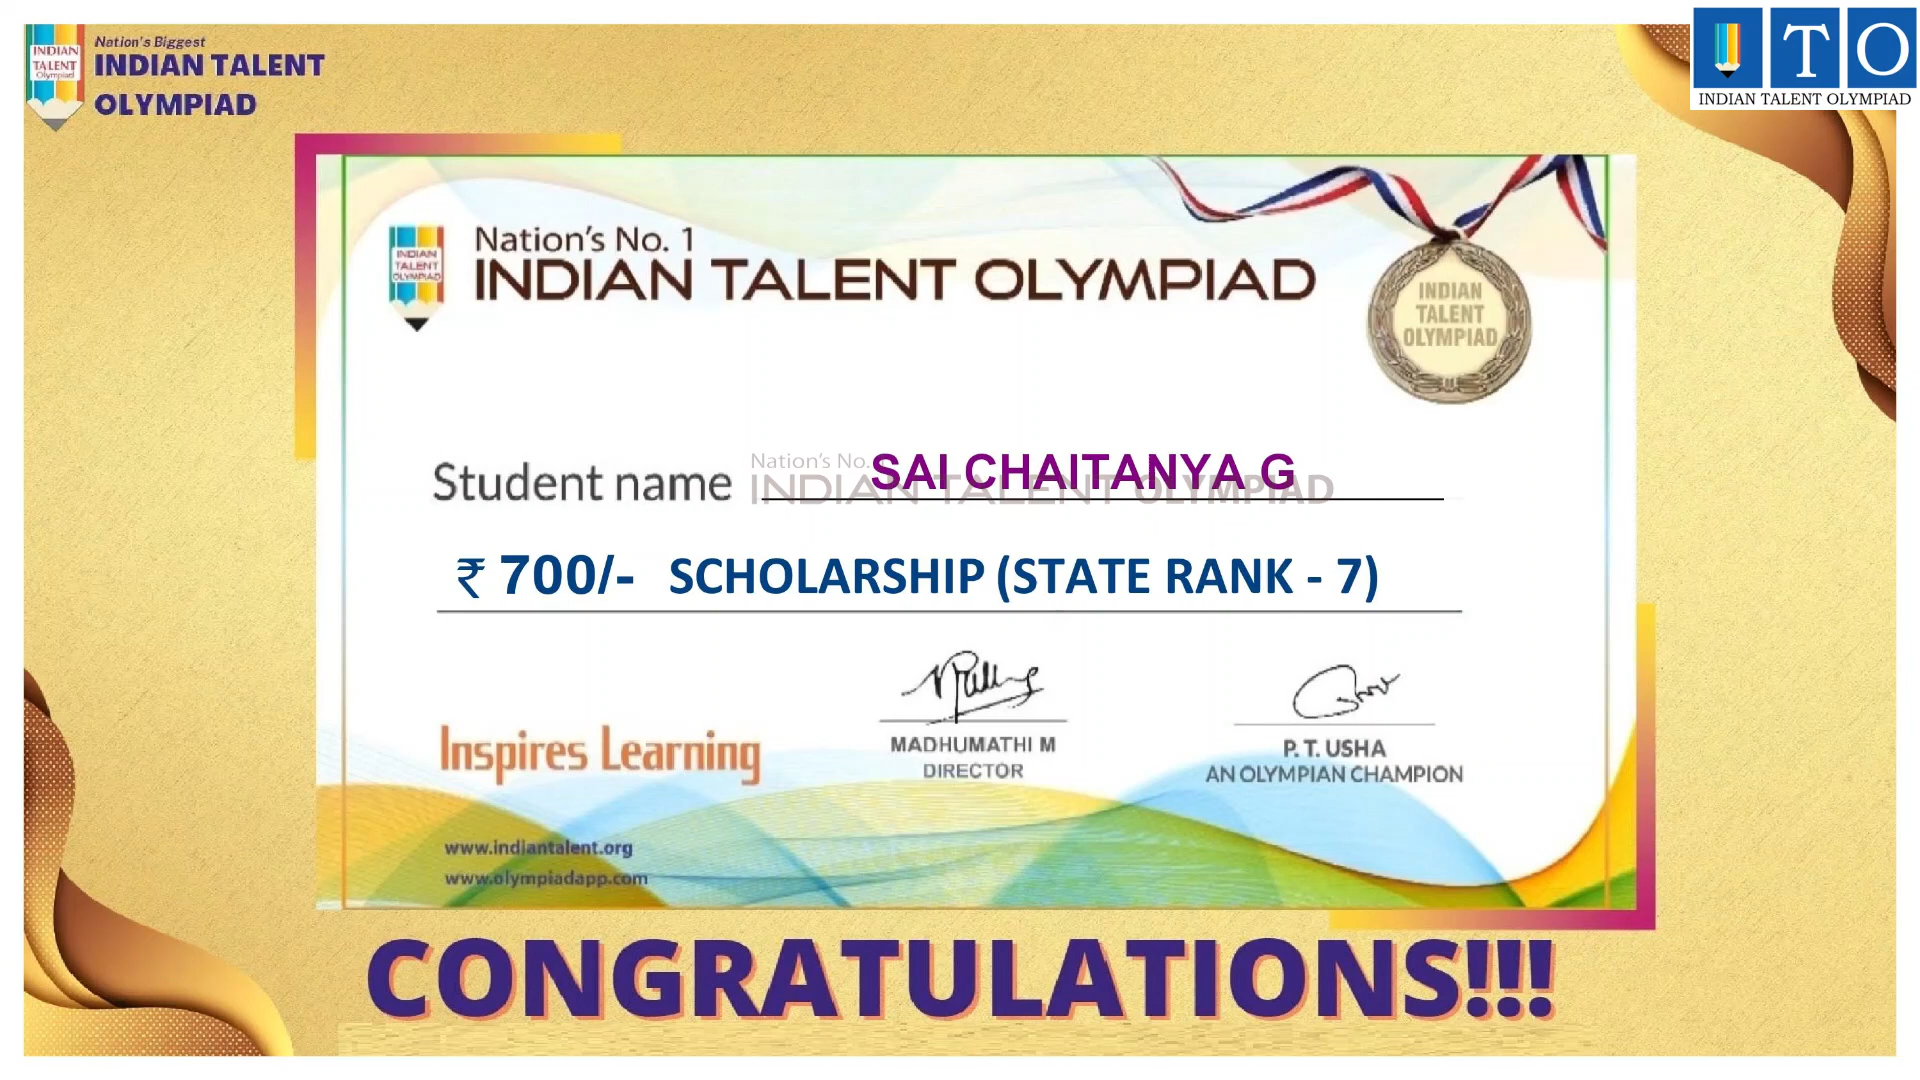 Nation's Biggest
INDIAN TALENT
OLYMPIAD
INDIAN
TALENT
Olympiad
ITO
INDIAN TALENT OLYMPIAD
Nation's No. 1
INDIAN TALENT OLYMPIAD
INDIAN
TALENT
OLYMPIAD
INDIAN
TALENT
OLYMPIAD
Nation's No.
INDIAN TALENT OLYMPIAD
Student name SAI CHAITANYA G
₹ 700/- SCHOLARSHIP (STATE RANK - 7)
MADHUMATHI M
DIRECTOR
P. T. USHA
AN OLYMPIAN CHAMPION
Inspires Learning
www.indiantalent.org
www.olympiadapp.com
CONGRATULATIONS!!!